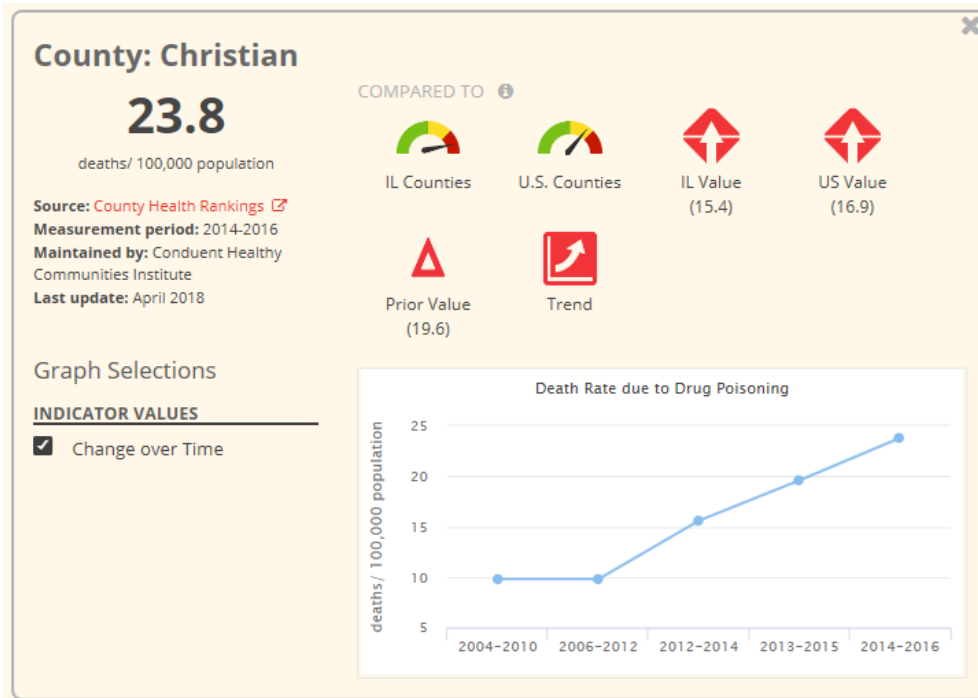 County: Christian
23.8
deaths/ 100,000 population
Source: County Health Rankings
Measurement period: 2014-2016
Maintained by: Conduent Healthy
Communities Institute
Last update: April 2018
COMPARED TO
IL Counties
U.S. Counties
IL Value
(15.4)
US Value
(16.9)
Prior Value
(19.6)
Trend
Graph Selections
INDICATOR VALUES
Change over Time
Death Rate due to Drug Poisoning
deaths/ 100,000 population
25
20
15
10
5
2004-2010 2006-2012 2012-2014 2013-2015 2014-2016